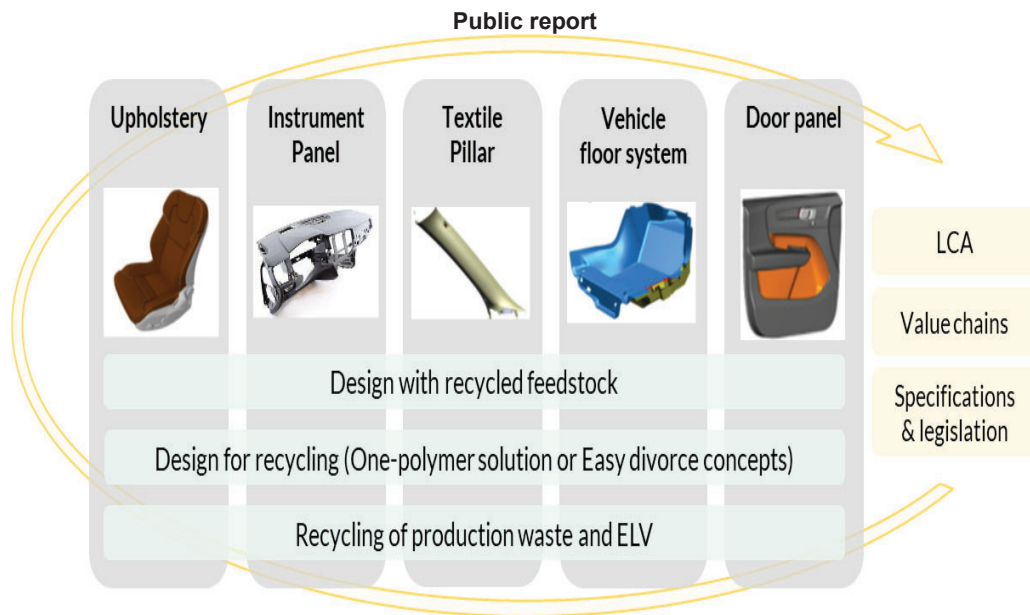 Public report
Upholstery
Instrument
Panel
Textile
Pillar
Vehicle
floor system
Door panel
LCA
Value chains
Specifications
& legislation
Design with recycled feedstock
Design for recycling (One-polymer solution or Easy divorce concepts)
Recycling of production waste and ELV